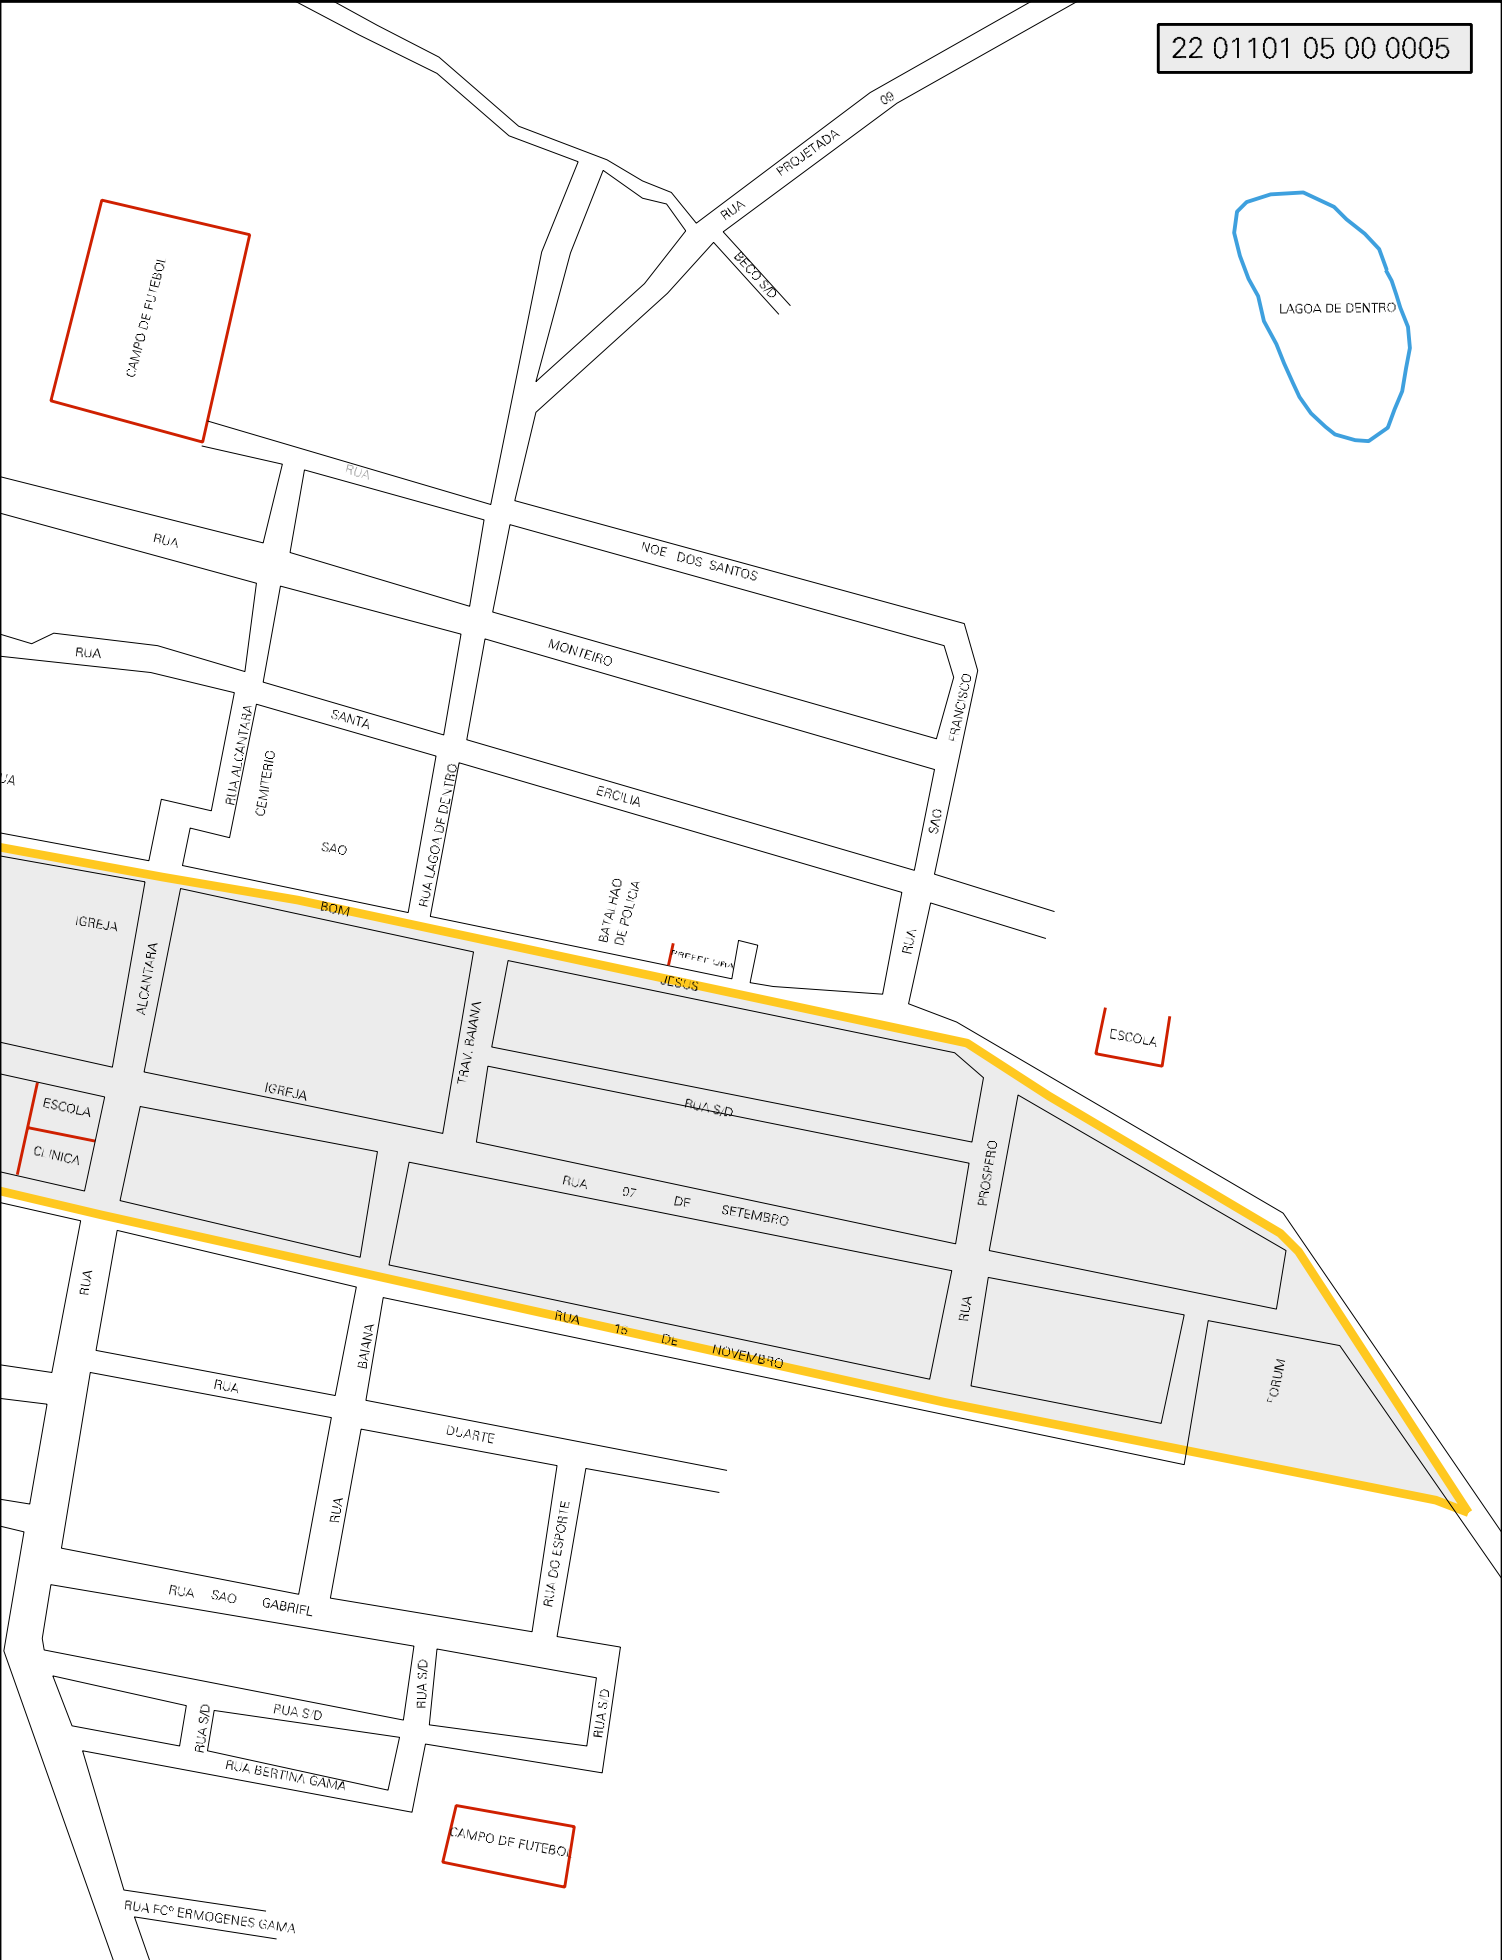 22 01101 05 00 0005
09
PROJETADA
RUA
BECO S/D
LAGOA DE DENTRO
CAMPO DE FUTEBOL
RUA
RUA
NOE DOS SANTOS
RUA
MONTEIRO
FRANCISCO
SANTA
RUA ALCANTARA
CEMITERIO
RUA LAGOA DE DENTRO
ERCILIA
SAO
SAO
BATALHAO
DE POLICIA
BOM
IGREJA
RUA
PREFEITURA
JESUS
ALCANTARA
TRAV. BAIANA
ESCOLA
IGREJA
ESCOLA
RUA S/D
CLINICA
PROSPERO
RUA 07 DE SETEMBRO
RUA
RUA
RUA 15 DE NOVEMBRO
BAIANA
FORUM
RUA
DUARTE
RUA
RUA DO ESPORTE
RUA SAO GABRIEL
RUA S/D
RUA S/D
RUA S/D
RUA S/D
RUA BERTINA GAMA
CAMPO DE FUTEBOL
RUA FCº ERMOGENES GAMA